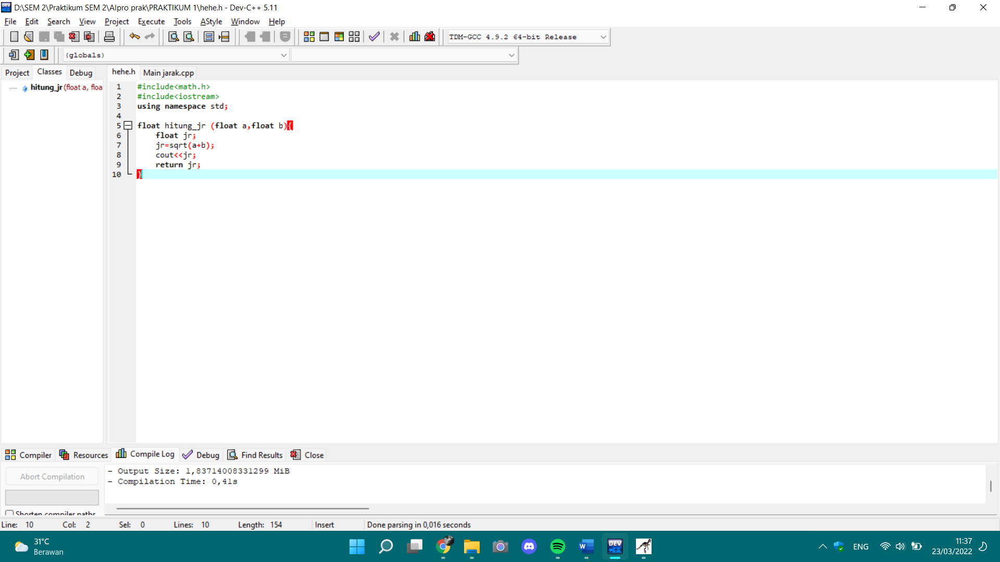 D:\SEM 2\Praktikum SEM 2\Alpro prak\PRAKTIKUM 1\hehe.h - Dev-C++ 5.11
File Edit Search View Project Execute Tools AStyle Window Help
TDM-GCC 4.9.2 64-bit Release
(globals)
Project Classes Debug
hehe.h Main jarak.cpp
hitung_jr (float a, floa
1 #include<math.h>
2 #include<iostream>
3 using namespace std;
4
5 float hitung_jr (float a,float b){
6 float jr;
7 jr=sqrt(a+b);
8 cout<<jr;
9 return jr;
10 }
Compiler Resources Compile Log Debug Find Results Close
Abort Compilation
Shorten compiler paths
- Output Size: 1,83714008331299 MiB
- Compilation Time: 0,41s
Line: 10 Col: 2 Sel: 0 Lines: 10 Length: 154 Insert Done parsing in 0,016 seconds
31°C
Berawan
W
DEV
C++
ENG
11:37
23/03/2022